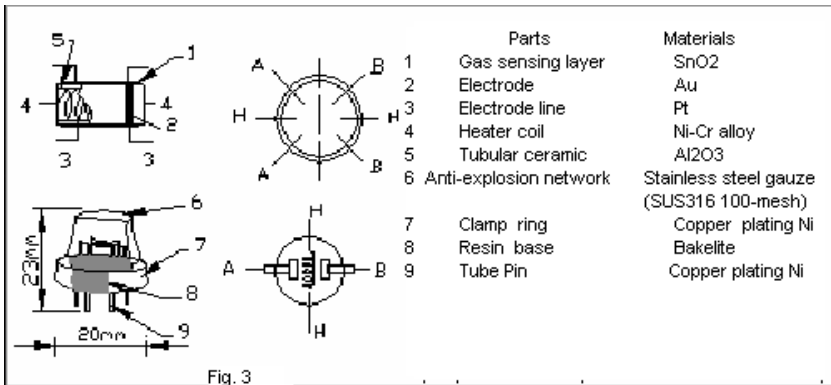 Parts Materials
1 Gas sensing layer SnO2
2 Electrode Au
3 Electrode line Pt
4 Heater coil Ni-Cr alloy
5 Tubular ceramic Al2O3
6 Anti-explosion network Stainless steel gauze
(SUS316 100-mesh)
7 Clamp ring Copper plating Ni
8 Resin base Bakelite
9 Tube Pin Copper plating Ni
5 1
4 4
2
3 3
A B
H H
A B
6
7
8
9
23mm
20mm
H
A B
H
Fig. 3